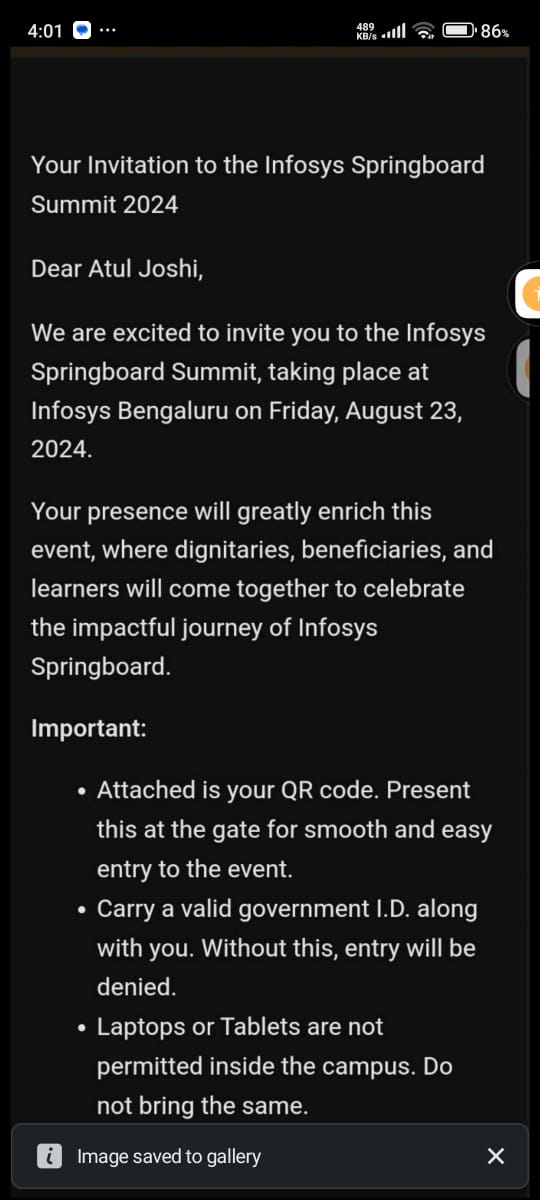 4:01 ...
489 KB/s 86%
Your Invitation to the Infosys Springboard
Summit 2024
Dear Atul Joshi,
We are excited to invite you to the Infosys
Springboard Summit, taking place at
Infosys Bengaluru on Friday, August 23,
2024.
Your presence will greatly enrich this
event, where dignitaries, beneficiaries, and
learners will come together to celebrate
the impactful journey of Infosys
Springboard.
Important:
• Attached is your QR code. Present
this at the gate for smooth and easy
entry to the event.
• Carry a valid government I.D. along
with you. Without this, entry will be
denied.
• Laptops or Tablets are not
permitted inside the campus. Do
not bring the same.
Image saved to gallery